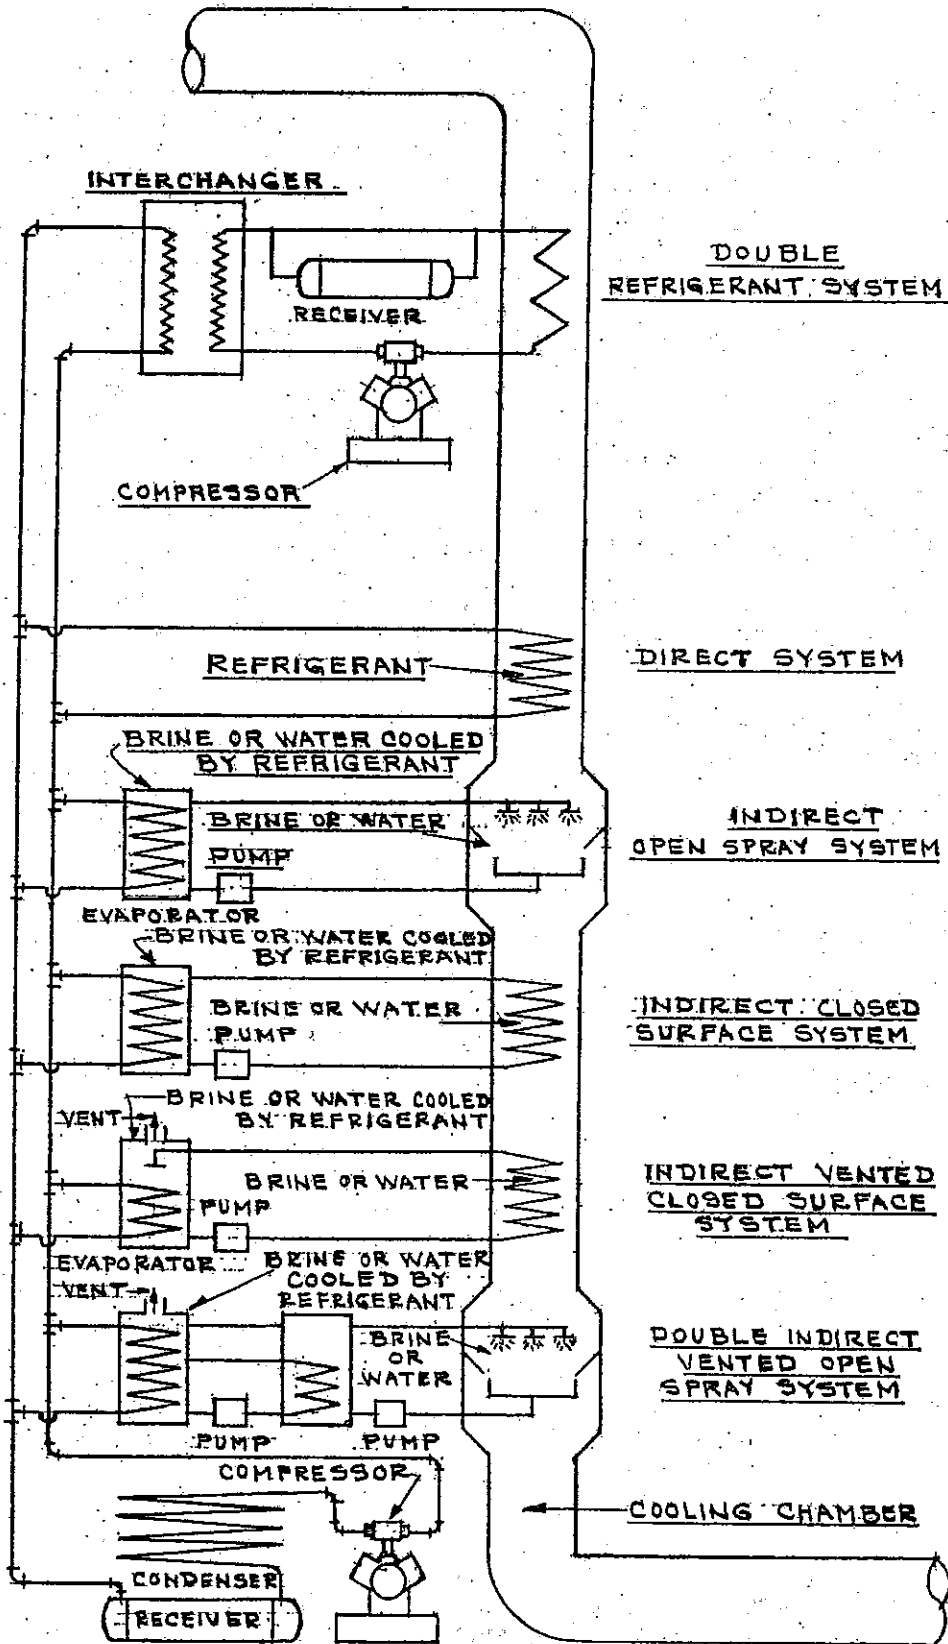 INTERCHANGER
DOUBLE
REFRIGERANT SYSTEM
RECEIVER
COMPRESSOR
REFRIGERANT
DIRECT SYSTEM
BRINE OR WATER COOLED
BY REFRIGERANT
BRINE OR WATER
PUMP
INDIRECT
OPEN SPRAY SYSTEM
EVAPORATOR
BRINE OR WATER COOLED
BY REFRIGERANT
BRINE OR WATER
PUMP
INDIRECT CLOSED
SURFACE SYSTEM
BRINE OR WATER COOLED
BY REFRIGERANT
VENT
BRINE OR WATER
PUMP
INDIRECT VENTED
CLOSED SURFACE
SYSTEM
EVAPORATOR
BRINE OR WATER
COOLED BY
REFRIGERANT
VENT
BRINE
OR
WATER
DOUBLE INDIRECT
VENTED OPEN
SPRAY SYSTEM
PUMP
PUMP
COMPRESSOR
COOLING CHAMBER
CONDENSER
RECEIVER